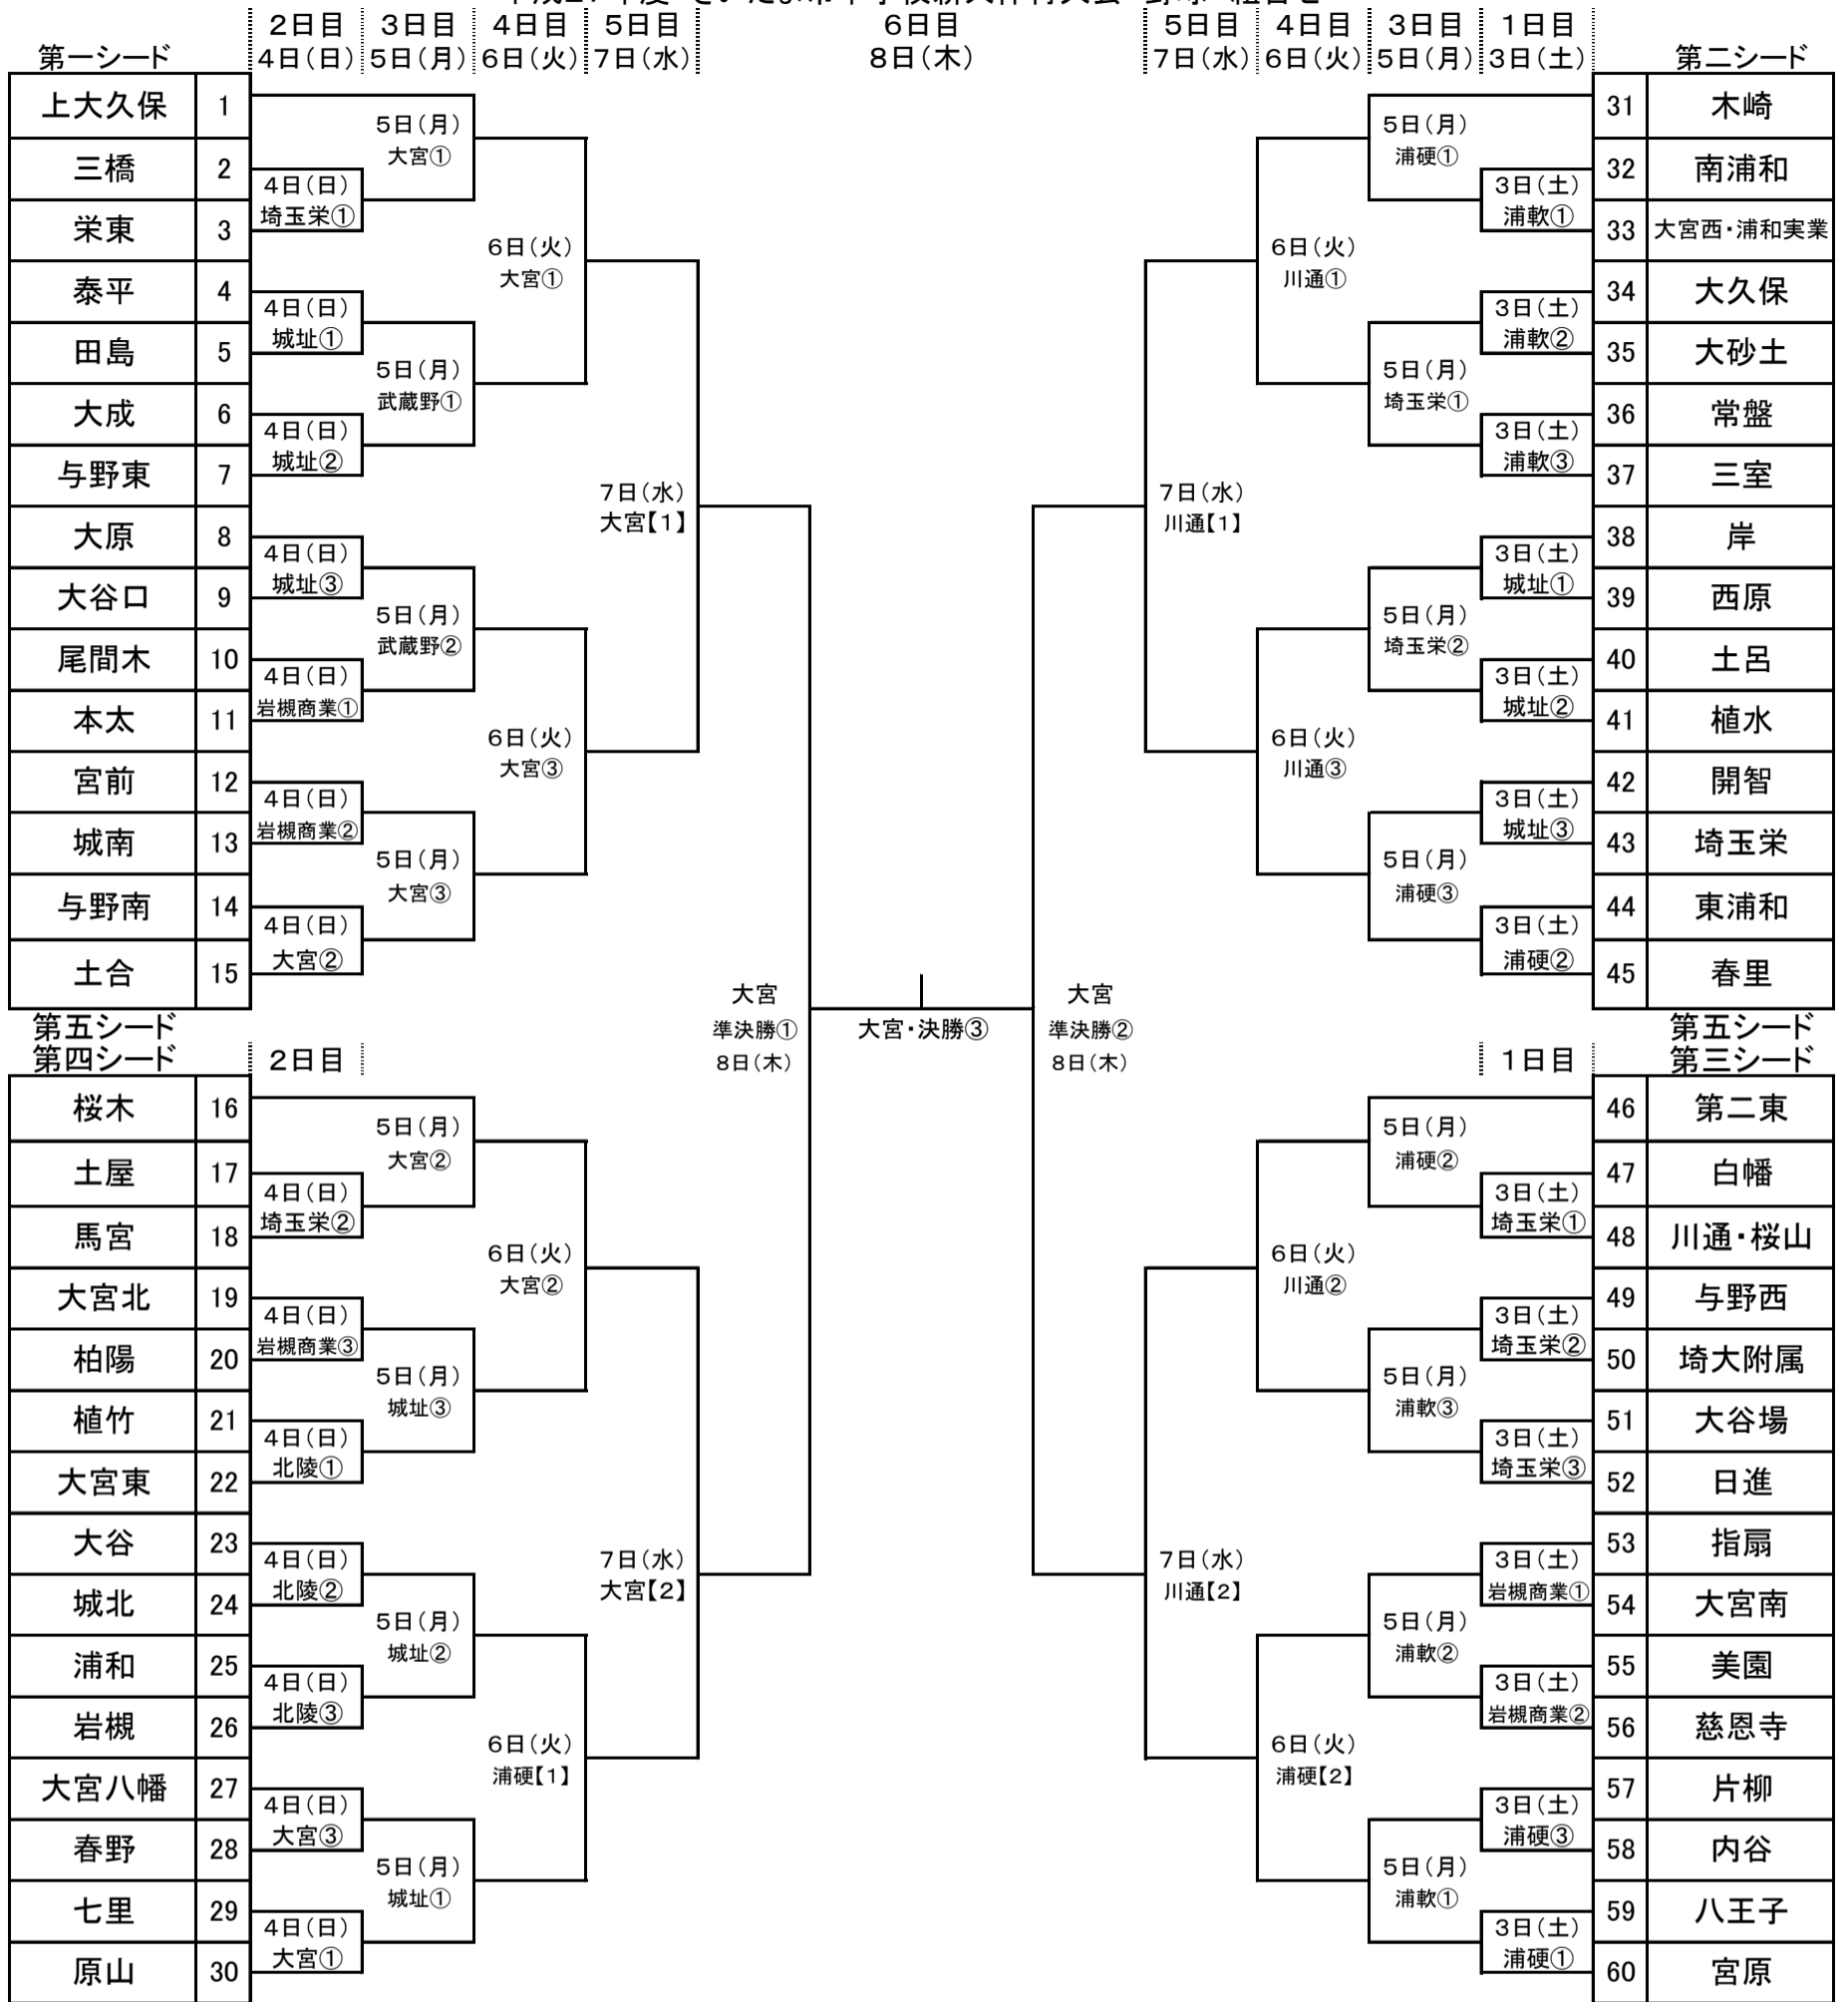 2日目 3日目 4日目 5日目 6日目 5日目 4日目 3日目 1日目
第一シード 4日(日) 5日(月) 6日(火) 7日(水) 8日(木) 7日(水) 6日(火) 5日(月) 3日(土) 第二シード
上大久保 1
三橋 2
栄東 3
泰平 4
田島 5
大成 6
与野東 7
大原 8
大谷口 9
尾間木 10
本太 11
宮前 12
城南 13
与野南 14
土合 15
第五シード
4日(日)
埼玉栄①
4日(日)
城址①
4日(日)
城址②
4日(日)
城址③
4日(日)
岩槻商業①
4日(日)
岩槻商業②
4日(日)
大宮②
5日(月)
大宮①
5日(月)
武蔵野①
5日(月)
武蔵野②
5日(月)
大宮③
6日(火)
大宮①
6日(火)
大宮③
7日(水)
大宮【1】
第四シード 2日目
桜木 16
土屋 17
馬宮 18
大宮北 19
柏陽 20
植竹 21
大宮東 22
大谷 23
城北 24
浦和 25
岩槻 26
大宮八幡 27
春野 28
七里 29
原山 30
4日(日)
埼玉栄②
4日(日)
岩槻商業③
4日(日)
北陵①
4日(日)
北陵②
4日(日)
北陵③
4日(日)
大宮③
4日(日)
大宮①
5日(月)
大宮②
5日(月)
城址③
5日(月)
城址②
5日(月)
城址①
6日(火)
大宮②
6日(火)
浦硬【1】
7日(水)
大宮【2】
大宮
準決勝①
8日(木)
大宮・決勝③
大宮
準決勝②
8日(木)
31 木崎
32 南浦和
33 大宮西・浦和実業
34 大久保
35 大砂土
36 常盤
37 三室
38 岸
39 西原
40 土呂
41 植水
42 開智
43 埼玉栄
44 東浦和
45 春里
第五シード
3日(土)
浦軟①
3日(土)
浦軟②
3日(土)
浦軟③
3日(土)
城址①
3日(土)
城址②
3日(土)
城址③
3日(土)
浦硬②
5日(月)
浦硬①
5日(月)
埼玉栄①
5日(月)
埼玉栄②
5日(月)
浦硬③
6日(火)
川通①
6日(火)
川通③
7日(水)
川通【1】
1日目 第三シード
46 第二東
47 白幡
48 川通・桜山
49 与野西
50 埼大附属
51 大谷場
52 日進
53 指扇
54 大宮南
55 美園
56 慈恩寺
57 片柳
58 内谷
59 八王子
60 宮原
3日(土)
埼玉栄①
3日(土)
埼玉栄②
3日(土)
埼玉栄③
3日(土)
岩槻商業①
3日(土)
岩槻商業②
3日(土)
浦硬③
3日(土)
浦硬①
5日(月)
浦硬②
5日(月)
浦軟③
5日(月)
浦軟②
5日(月)
浦軟①
6日(火)
川通②
6日(火)
浦硬【2】
7日(水)
川通【2】